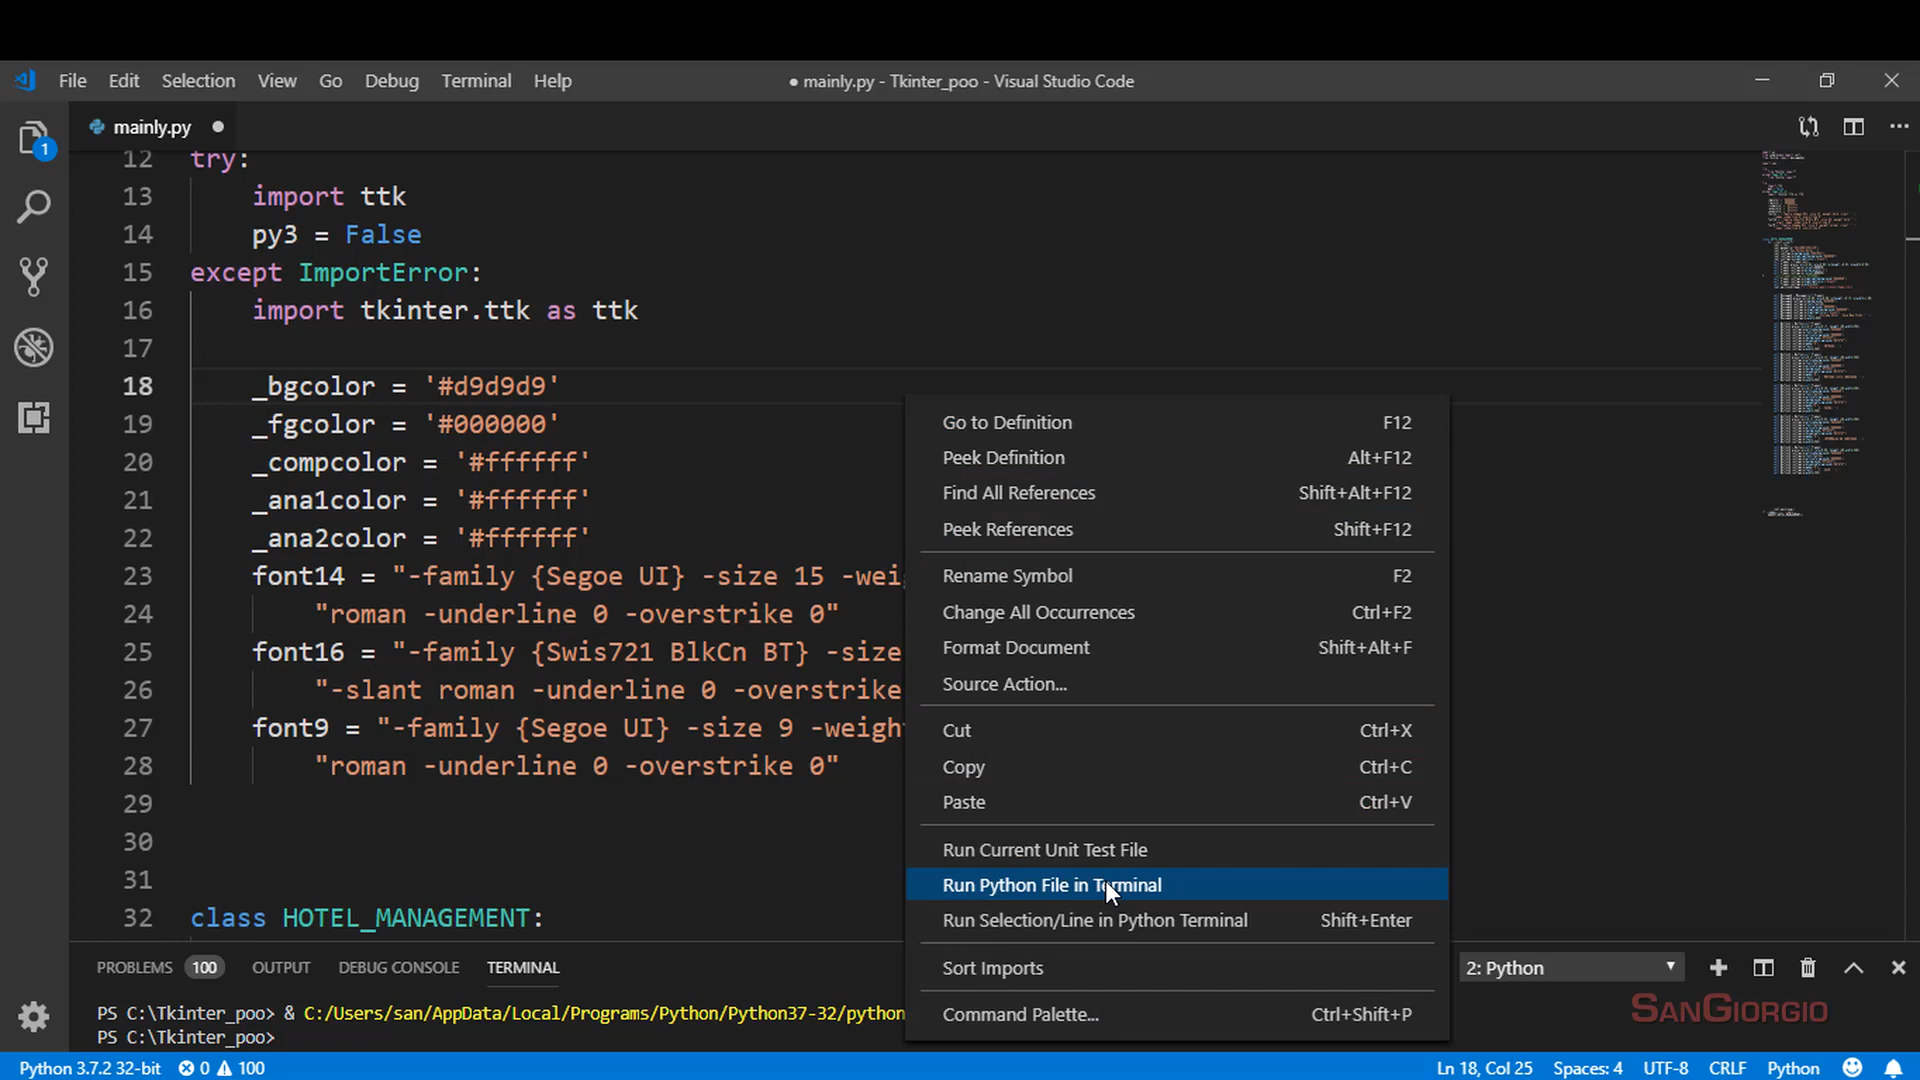 File Edit Selection View Go Debug Terminal Help
● mainly.py - Tkinter_poo - Visual Studio Code
mainly.py
1
12 try:
13 import ttk
14 py3 = False
15 except ImportError:
16 import tkinter.ttk as ttk
17
18 _bgcolor = '#d9d9d9'
19 _fgcolor = '#000000'
20 _compcolor = '#ffffff'
21 _ana1color = '#ffffff'
22 _ana2color = '#ffffff'
23 font14 = "-family {Segoe UI} -size 15 -wei
24 "roman -underline 0 -overstrike 0"
25 font16 = "-family {Swis721 BlkCn BT} -size
26 "-slant roman -underline 0 -overstrike
27 font9 = "-family {Segoe UI} -size 9 -weigh
28 "roman -underline 0 -overstrike 0"
29
30
31
32 class HOTEL_MANAGEMENT:
Go to Definition F12
Peek Definition Alt+F12
Find All References Shift+Alt+F12
Peek References Shift+F12
Rename Symbol F2
Change All Occurrences Ctrl+F2
Format Document Shift+Alt+F
Source Action...
Cut Ctrl+X
Copy Ctrl+C
Paste Ctrl+V
Run Current Unit Test File
Run Python File in Terminal
Run Selection/Line in Python Terminal Shift+Enter
Sort Imports
Command Palette... Ctrl+Shift+P
PROBLEMS 100 OUTPUT DEBUG CONSOLE TERMINAL
2: Python
PS C:\Tkinter_poo> & C:/Users/san/AppData/Local/Programs/Python/Python37-32/python
PS C:\Tkinter_poo>
SANGIORGIO
Python 3.7.2 32-bit 0 100 Ln 18, Col 25 Spaces: 4 UTF-8 CRLF Python